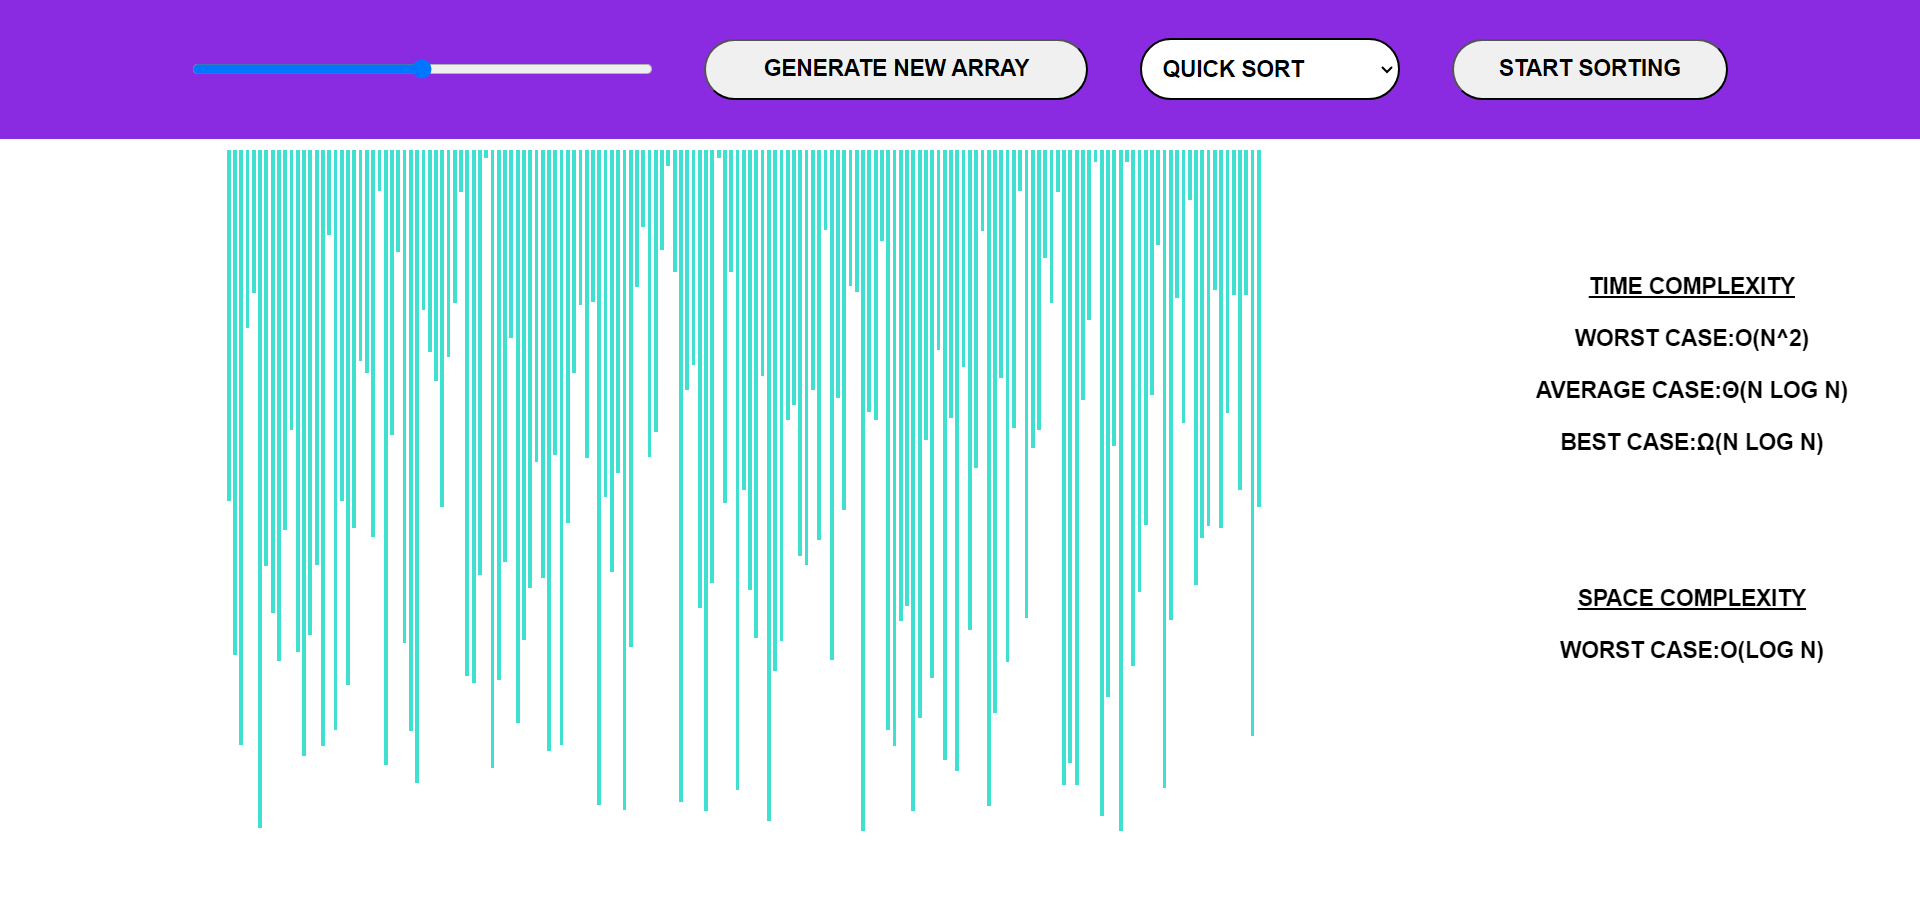 GENERATE NEW ARRAY
QUICK SORT
START SORTING
TIME COMPLEXITY
WORST CASE:O(N^2)
AVERAGE CASE:Θ(N LOG N)
BEST CASE:Ω(N LOG N)
SPACE COMPLEXITY
WORST CASE:O(LOG N)